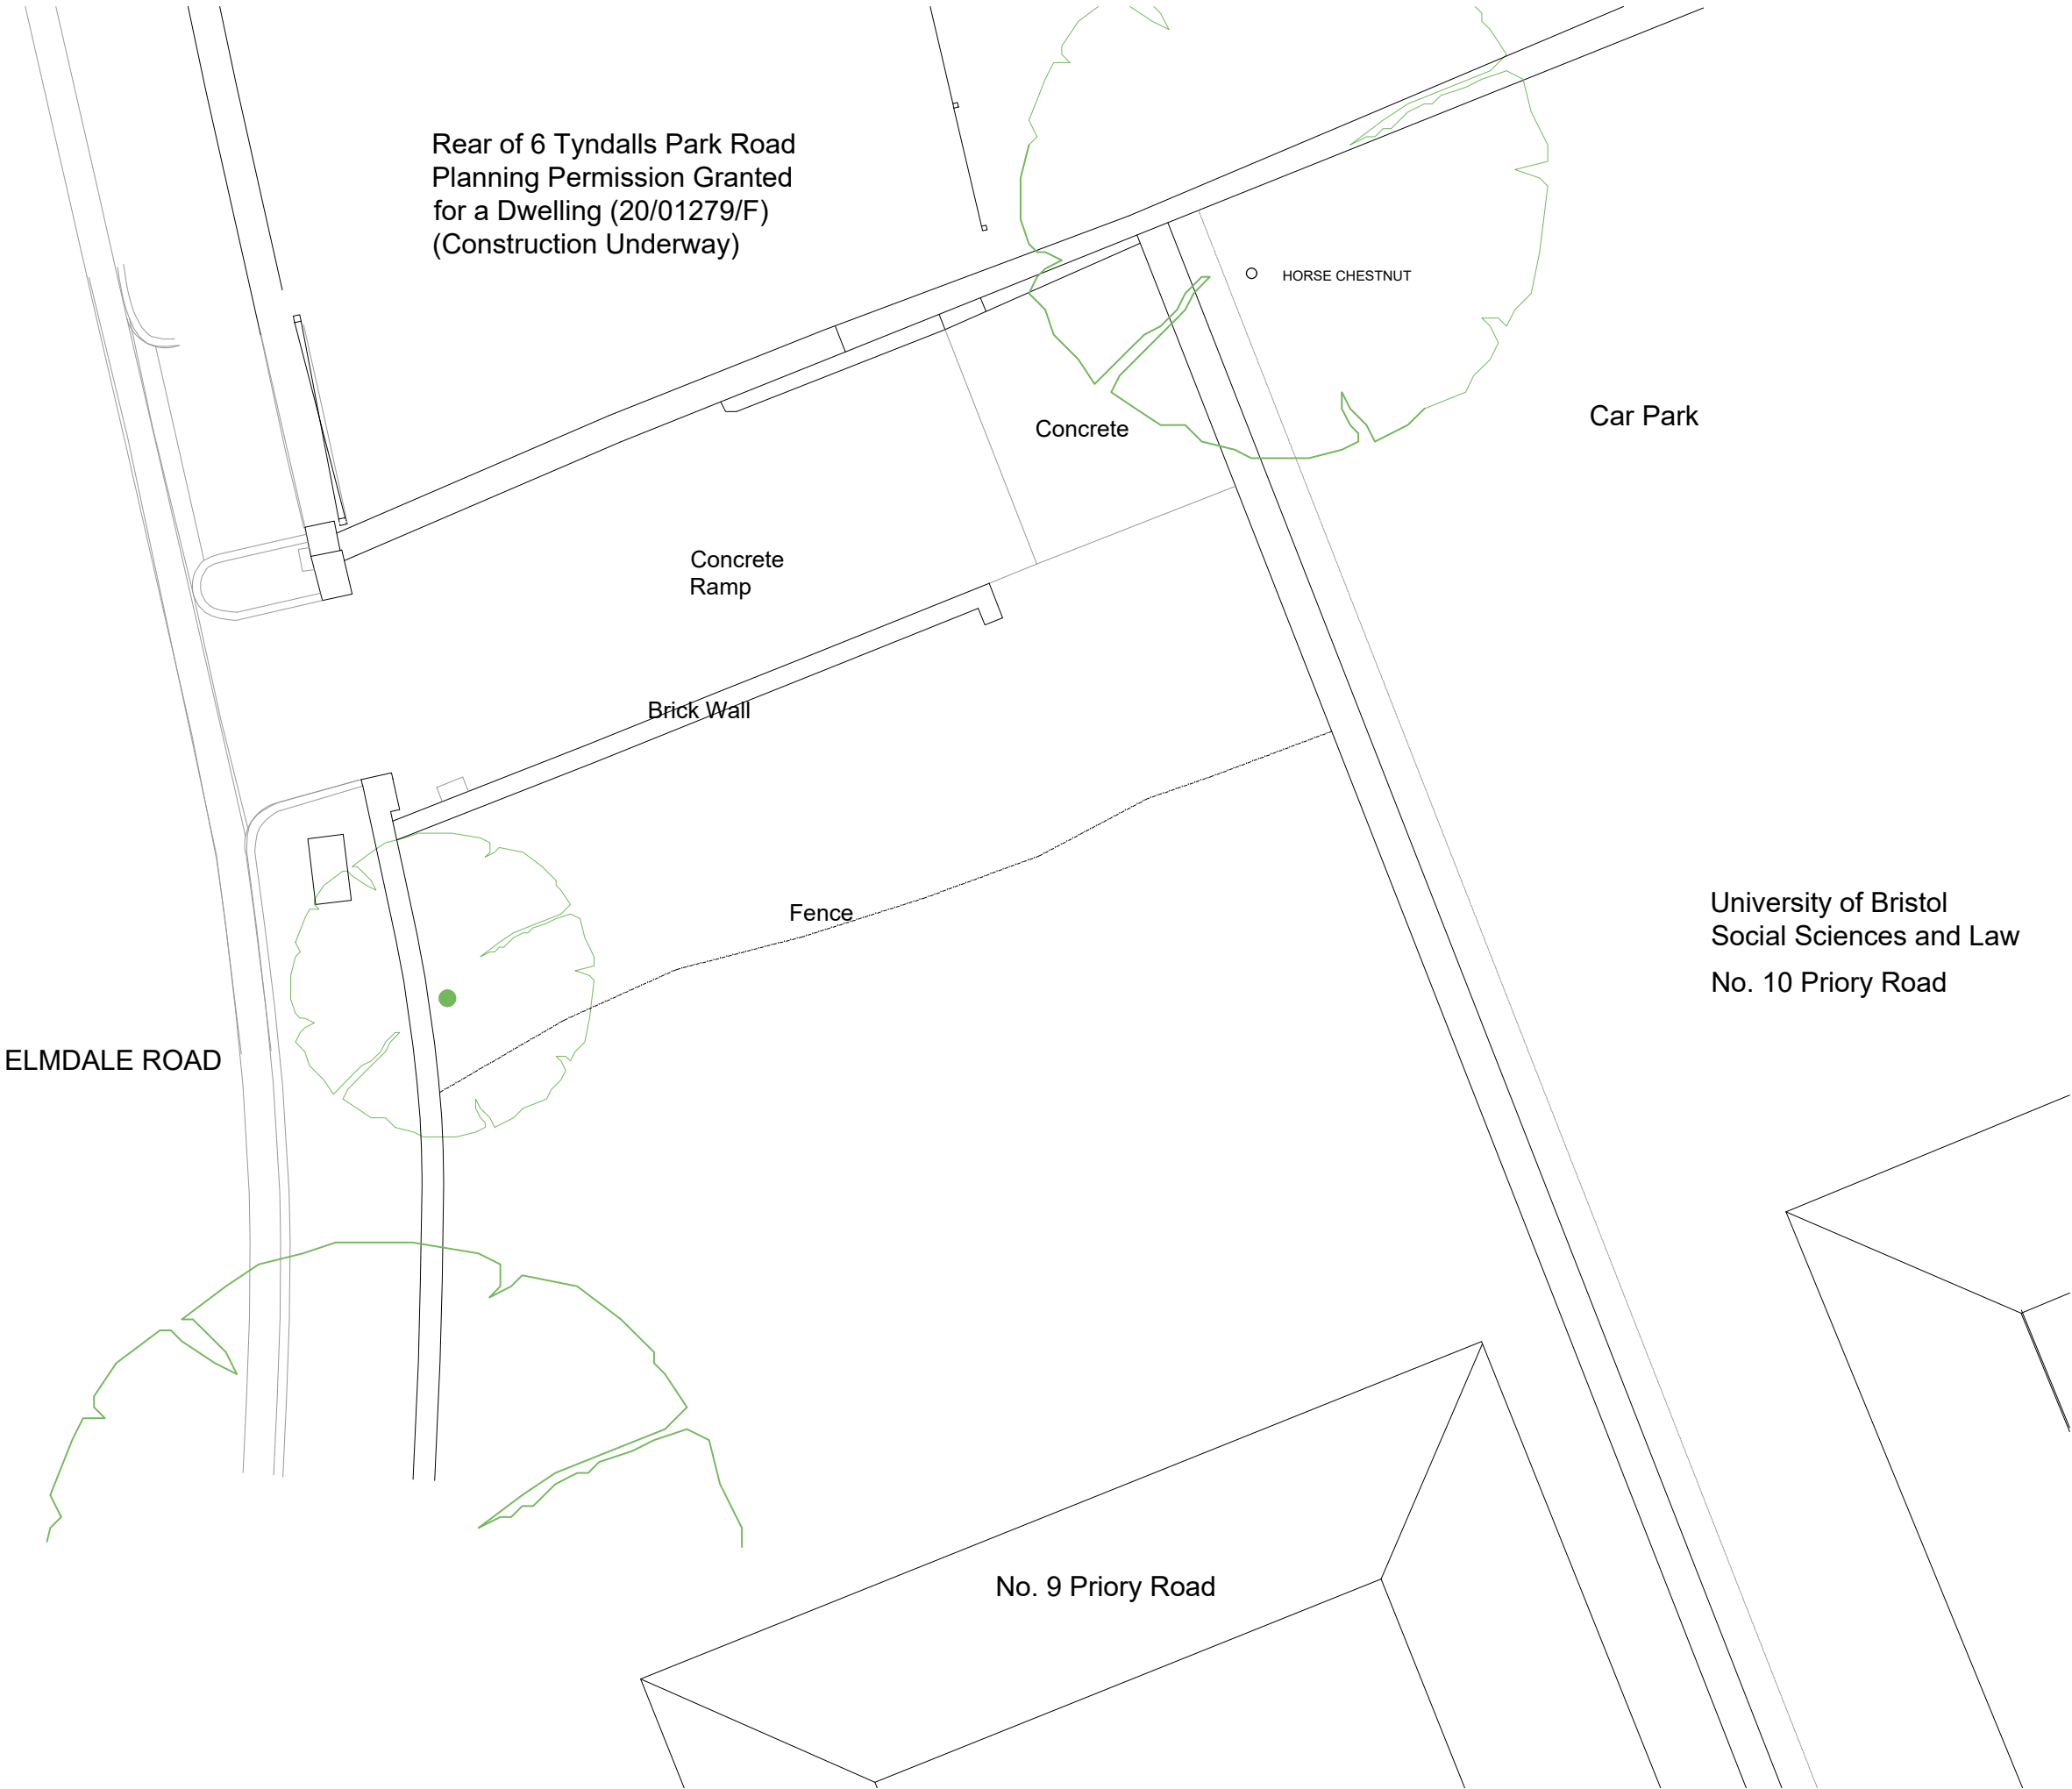 Rear of 6 Tyndalls Park Road
Planning Permission Granted
for a Dwelling (20/01279/F)
(Construction Underway)
HORSE CHESTNUT
Car Park
Concrete
Concrete
Ramp
Brick Wall
Fence
University of Bristol
Social Sciences and Law
No. 10 Priory Road
ELMDALE ROAD
No. 9 Priory Road